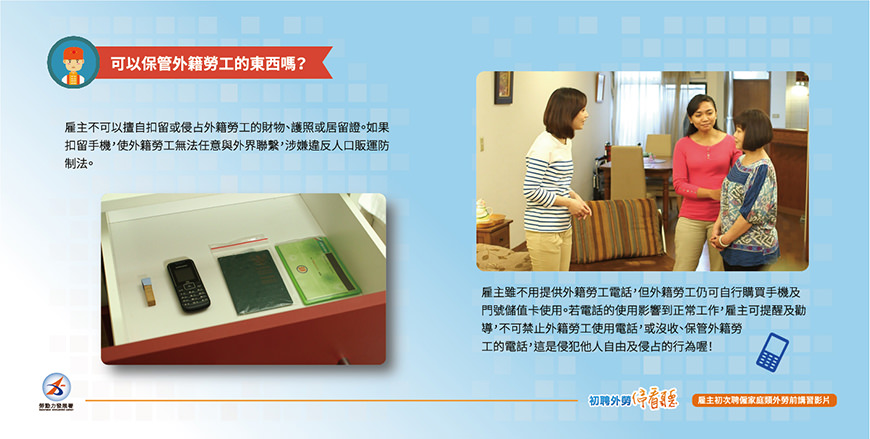 可以保管外籍勞工的東西嗎？
雇主不可以擅自扣留或侵占外籍勞工的財物、護照或居留證。如果
扣留手機，使外籍勞工無法任意與外界聯繫，涉嫌違反人口販運防
制法。
雇主雖不用提供外籍勞工電話，但外籍勞工仍可自行購買手機及
門號儲值卡使用。若電話的使用影響到正常工作，雇主可提醒及勸
導，不可禁止外籍勞工使用電話，或沒收、保管外籍勞
工的電話，這是侵犯他人自由及侵占的行為喔！
勞動力發展署
初聘外勞停看聽
雇主初次聘僱家庭類外勞前講習影片